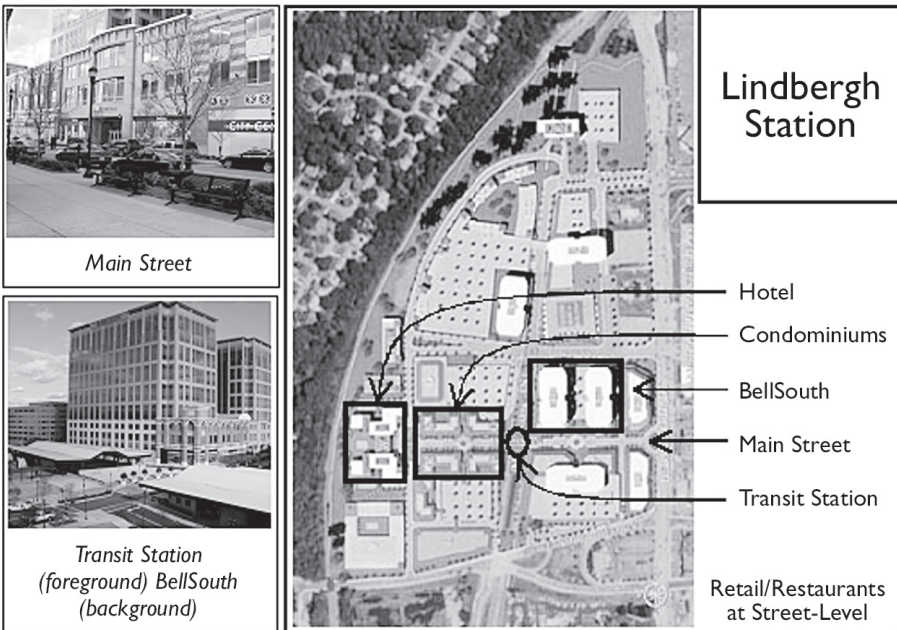 Main Street
Transit Station
(foreground) BellSouth
(background)
Lindbergh
Station
Hotel
Condominiums
BellSouth
Main Street
Transit Station
Retail/Restaurants
at Street-Level